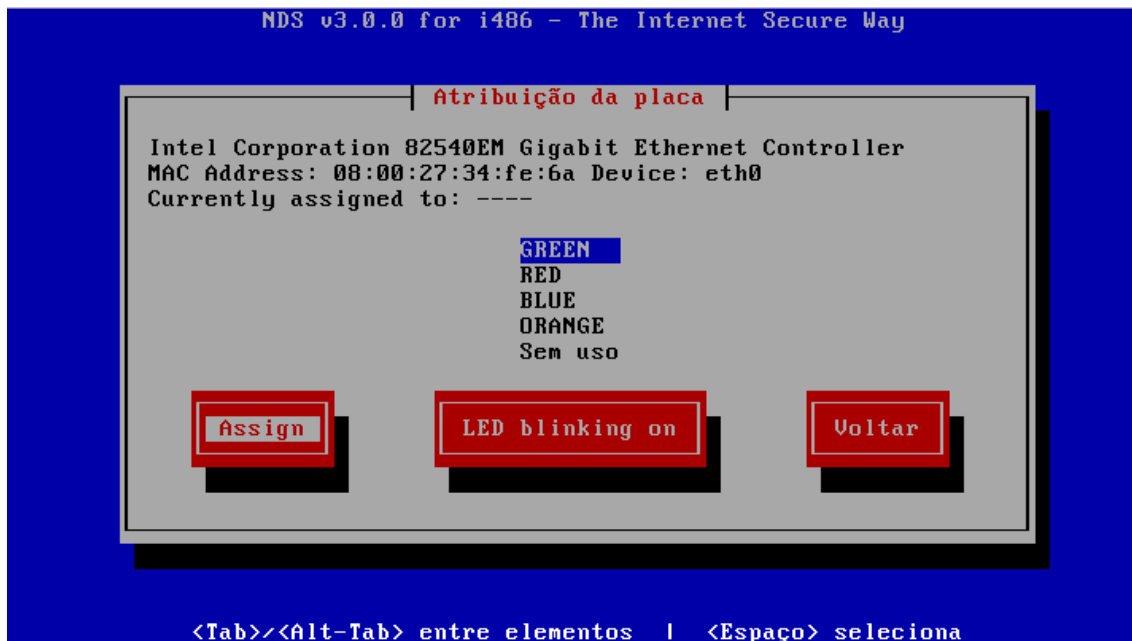 NDS v3.0.0 for i486 - The Internet Secure Way
Atribuição da placa
Intel Corporation 82540EM Gigabit Ethernet Controller
MAC Address: 08:00:27:34:fe:6a Device: eth0
Currently assigned to: ----
GREEN
RED
BLUE
ORANGE
Sem uso
Assign LED blinking on Voltar
<Tab>/<Alt-Tab> entre elementos | <Espaço> seleciona